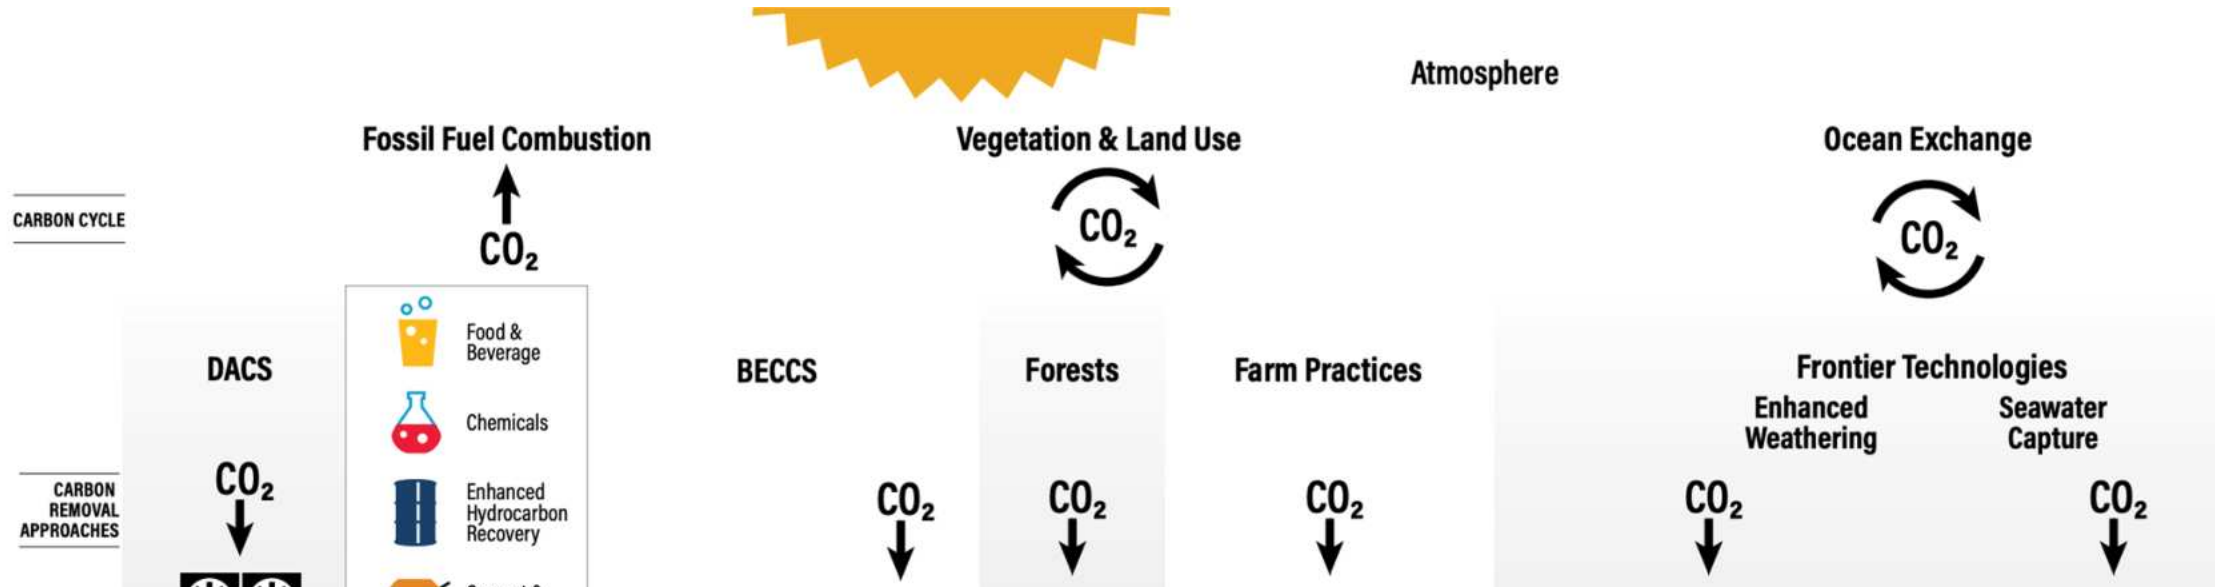 Atmosphere
Fossil Fuel Combustion
Vegetation & Land Use
Ocean Exchange
CARBON CYCLE
CO₂
CO₂
CO₂
DACS
Food &
Beverage
BECCS
Forests
Farm Practices
Frontier Technologies
Enhanced
Weathering
Seawater
Capture
Chemicals
CARBON
REMOVAL
APPROACHES
CO₂
Enhanced
Hydrocarbon
Recovery
CO₂
CO₂
CO₂
CO₂
CO₂